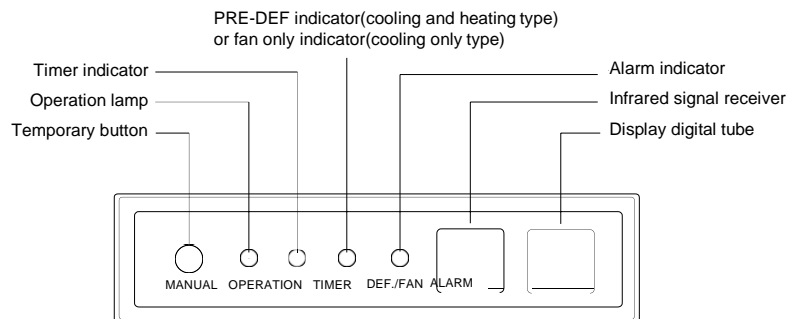 PRE-DEF indicator(cooling and heating type)
or fan only indicator(cooling only type)
Timer indicator
Alarm indicator
Operation lamp
Infrared signal receiver
Temporary button
Display digital tube
MANUAL OPERATION TIMER DEF./FAN ALARM